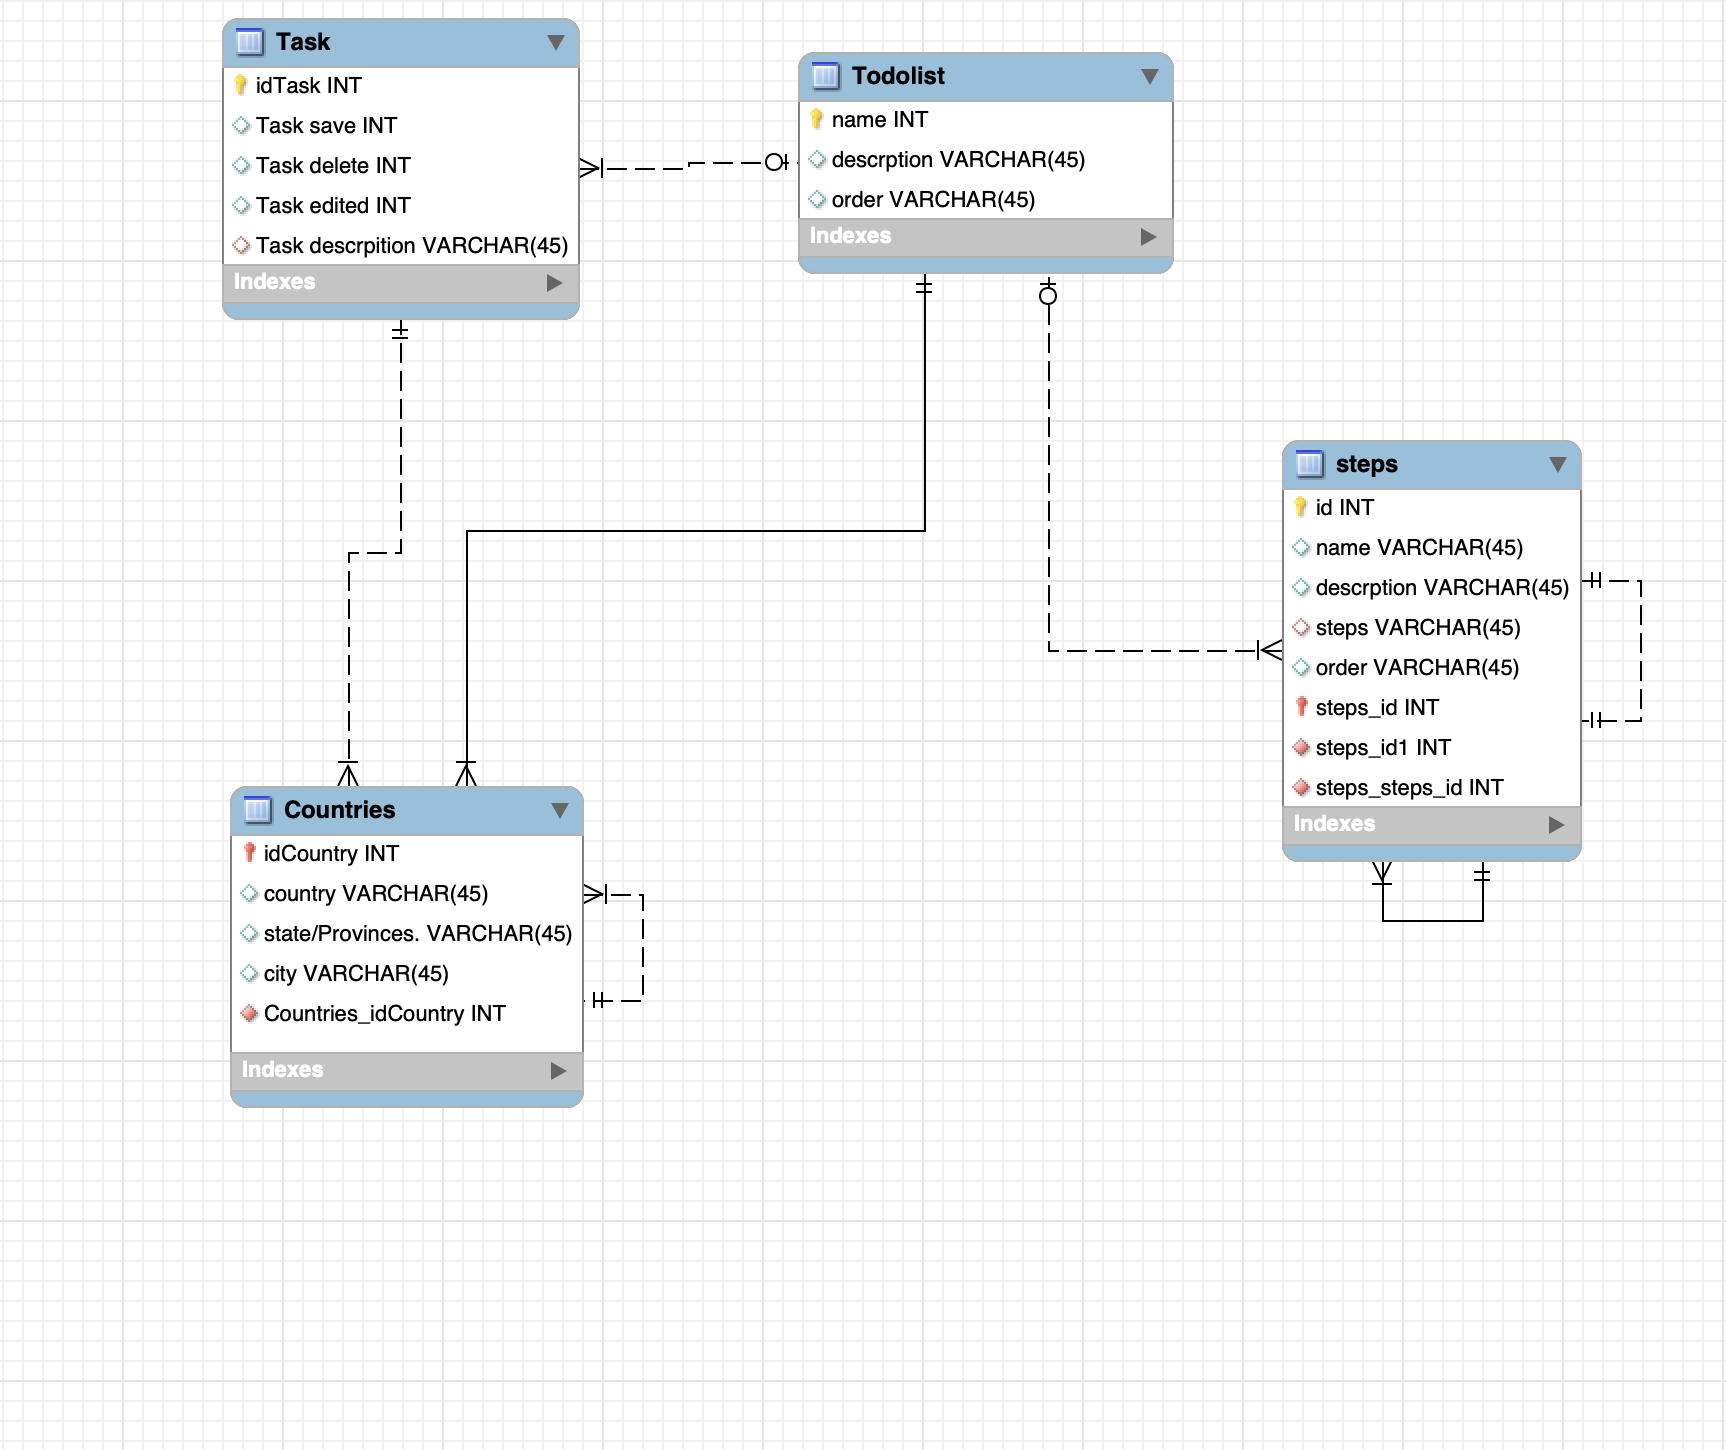 Task
idTask INT
Task save INT
Task delete INT
Task edited INT
Task descrpition VARCHAR(45)
Indexes
Todolist
name INT
descrption VARCHAR(45)
order VARCHAR(45)
Indexes
steps
id INT
name VARCHAR(45)
descrption VARCHAR(45)
steps VARCHAR(45)
order VARCHAR(45)
steps_id INT
steps_id1 INT
steps_steps_id INT
Indexes
Countries
idCountry INT
country VARCHAR(45)
state/Provinces. VARCHAR(45)
city VARCHAR(45)
Countries_idCountry INT
Indexes